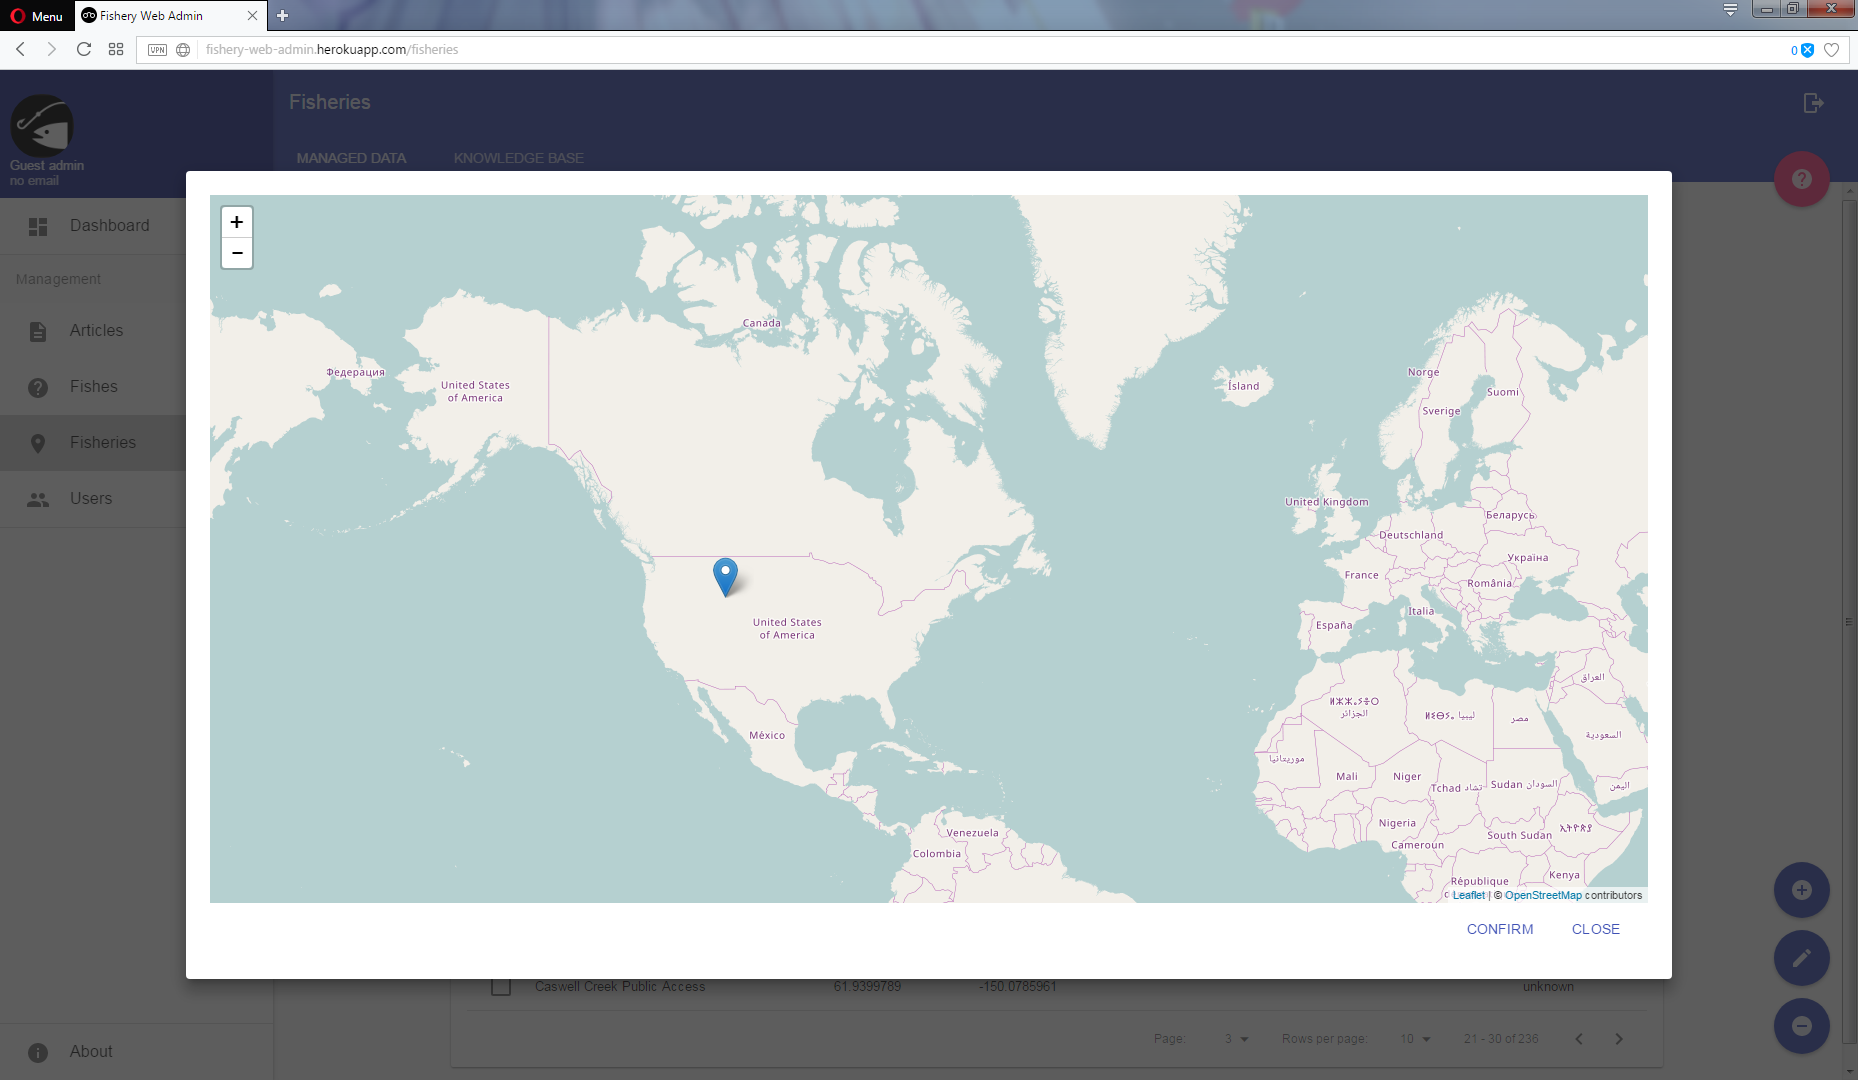 Menu
Fishery Web Admin
VPN
fishery-web-admin.herokuapp.com/fisheries
0
Fisheries
Guest admin
no email
MANAGED DATA
KNOWLEDGE BASE
Dashboard
Management
Articles
Fishes
Fisheries
Users
About
+
−
Canada
Федерация
United States
of America
Ísland
Norge
Suomi
Sverige
United Kingdom
Беларусь
Deutschland
Україна
France
România
Italia
España
United States
of America
México
العراق
ⵍⵣⵣⴰⵢⴻⵔ
الجزائر
ليبيا
مصر
السعودية
موريتانيا
Mali
Niger
Tchad تشاد
Sudan السودان
اليمن
Nigeria
South Sudan
ኢትዮጵያ
Cameroun
Venezuela
Colombia
Kenya
République
Leaflet | © OpenStreetMap contributors
CONFIRM
CLOSE
Caswell Creek Public Access
61.9399789
-150.0785961
unknown
Page:
3
Rows per page:
10
21 - 30 of 236